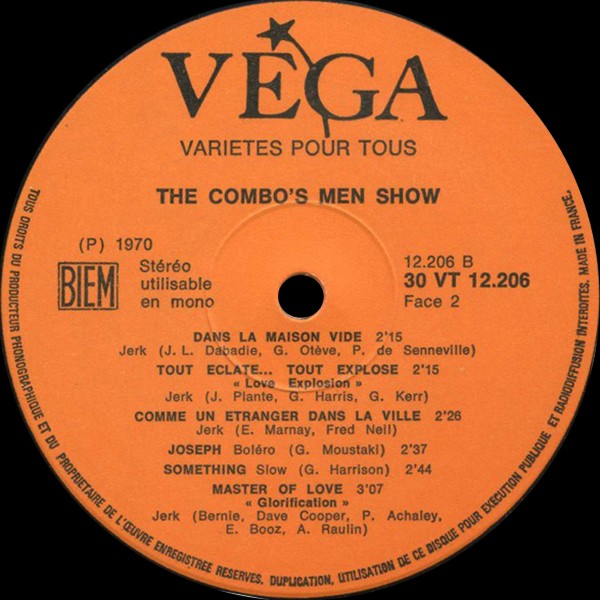 VEGA
VARIETES POUR TOUS
THE COMBO'S MEN SHOW
(P) 1970
BIEM
Stéréo
utilisable
en mono
12.206 B
30 VT 12.206
Face 2
DANS LA MAISON VIDE 2'15
Jerk (J. L. Dabadie, G. Otève, P. de Senneville)
TOUT ECLATE... TOUT EXPLOSE 2'15
« Love Explosion »
Jerk (J. Plante, G. Harris, G. Kerr)
COMME UN ETRANGER DANS LA VILLE 2'26
Jerk (E. Marnay, Fred Neil)
JOSEPH Boléro (G. Moustaki) 2'37
SOMETHING Slow (G. Harrison) 2'44
MASTER OF LOVE 3'07
« Glorification »
Jerk (Bernie, Dave Cooper, P. Achaley,
E. Booz, A. Raulin)
TOUS DROITS DU PRODUCTEUR PHONOGRAPHIQUE ET DU PROPRIETAIRE DE L'ŒUVRE ENREGISTREE RESERVES. DUPLICATION, UTILISATION DE CE DISQUE POUR EXECUTION PUBLIQUE ET RADIODIFFUSION INTERDITES. MADE IN FRANCE.